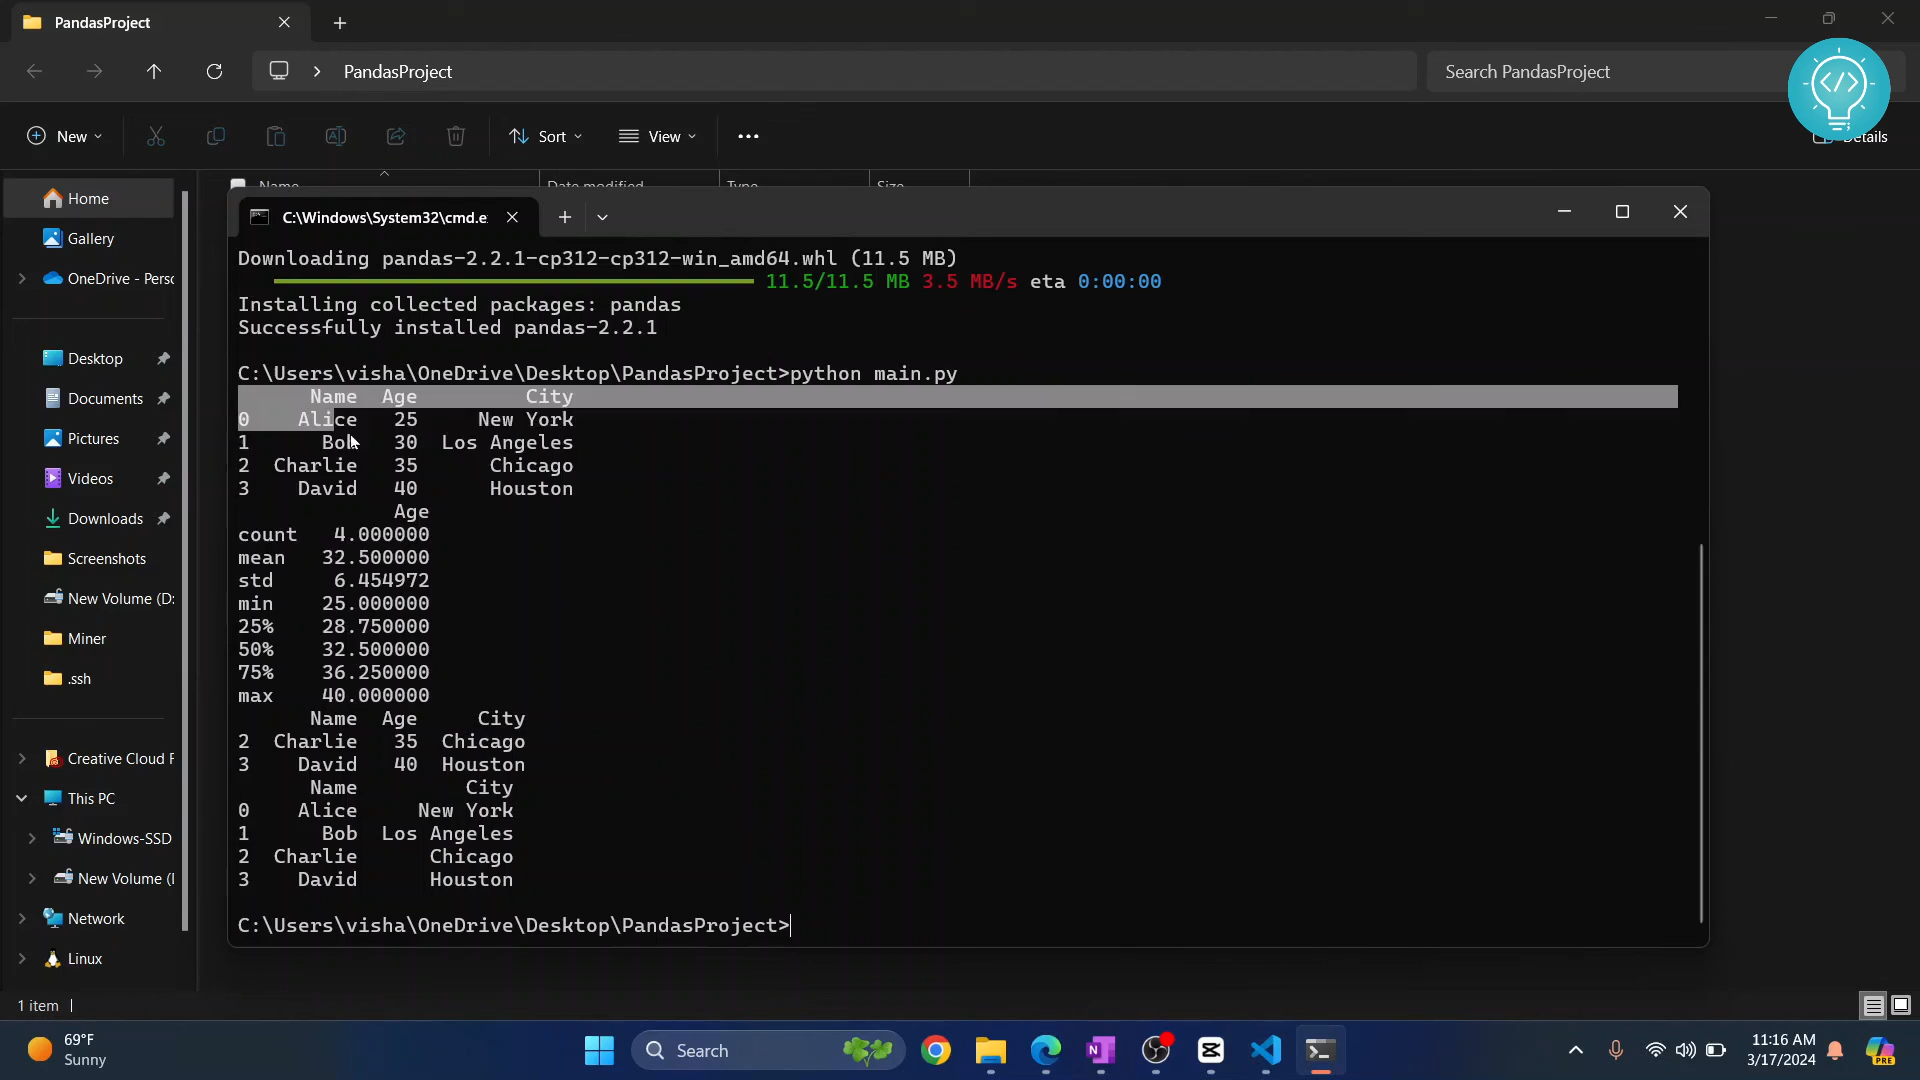 PandasProject
PandasProject
Search PandasProject
New
Sort
View
Details
Name Date modified Type Size
Home
Gallery
OneDrive - Perso
Desktop
Documents
Pictures
Videos
Downloads
Screenshots
New Volume (D:
Miner
.ssh
Creative Cloud F
This PC
Windows-SSD
New Volume (
Network
Linux
1 item
C:\Windows\System32\cmd.e
Downloading pandas-2.2.1-cp312-cp312-win_amd64.whl (11.5 MB)
11.5/11.5 MB 3.5 MB/s eta 0:00:00
Installing collected packages: pandas
Successfully installed pandas-2.2.1
C:\Users\visha\OneDrive\Desktop\PandasProject>python main.py
Name Age City
0 Alice 25 New York
1 Bob 30 Los Angeles
2 Charlie 35 Chicago
3 David 40 Houston
Age
count 4.000000
mean 32.500000
std 6.454972
min 25.000000
25% 28.750000
50% 32.500000
75% 36.250000
max 40.000000
Name Age City
2 Charlie 35 Chicago
3 David 40 Houston
Name City
0 Alice New York
1 Bob Los Angeles
2 Charlie Chicago
3 David Houston
C:\Users\visha\OneDrive\Desktop\PandasProject>
69°F
Sunny
Search
11:16 AM
3/17/2024
PRE